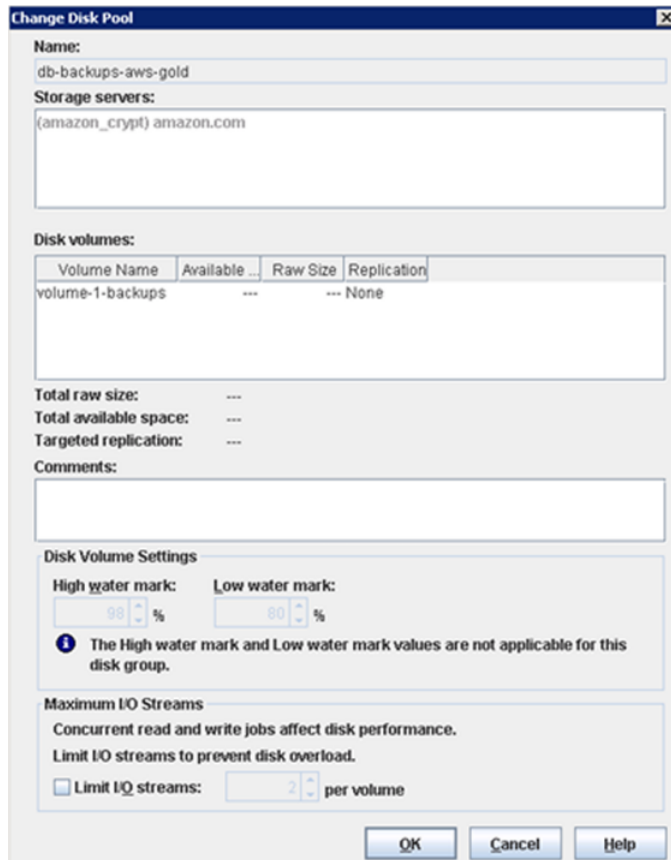 Change Disk Pool
Name:
db-backups-aws-gold
Storage servers:
(amazon_crypt) amazon.com
Disk volumes:
Volume Name Available ... Raw Size Replication
volume-1-backups --- --- None
Total raw size: ---
Total available space: ---
Targeted replication: ---
Comments:
Disk Volume Settings
High water mark: Low water mark:
98 % 80 %
The High water mark and Low water mark values are not applicable for this
disk group.
Maximum I/O Streams
Concurrent read and write jobs affect disk performance.
Limit I/O streams to prevent disk overload.
Limit I/O streams: 2 per volume
OK Cancel Help